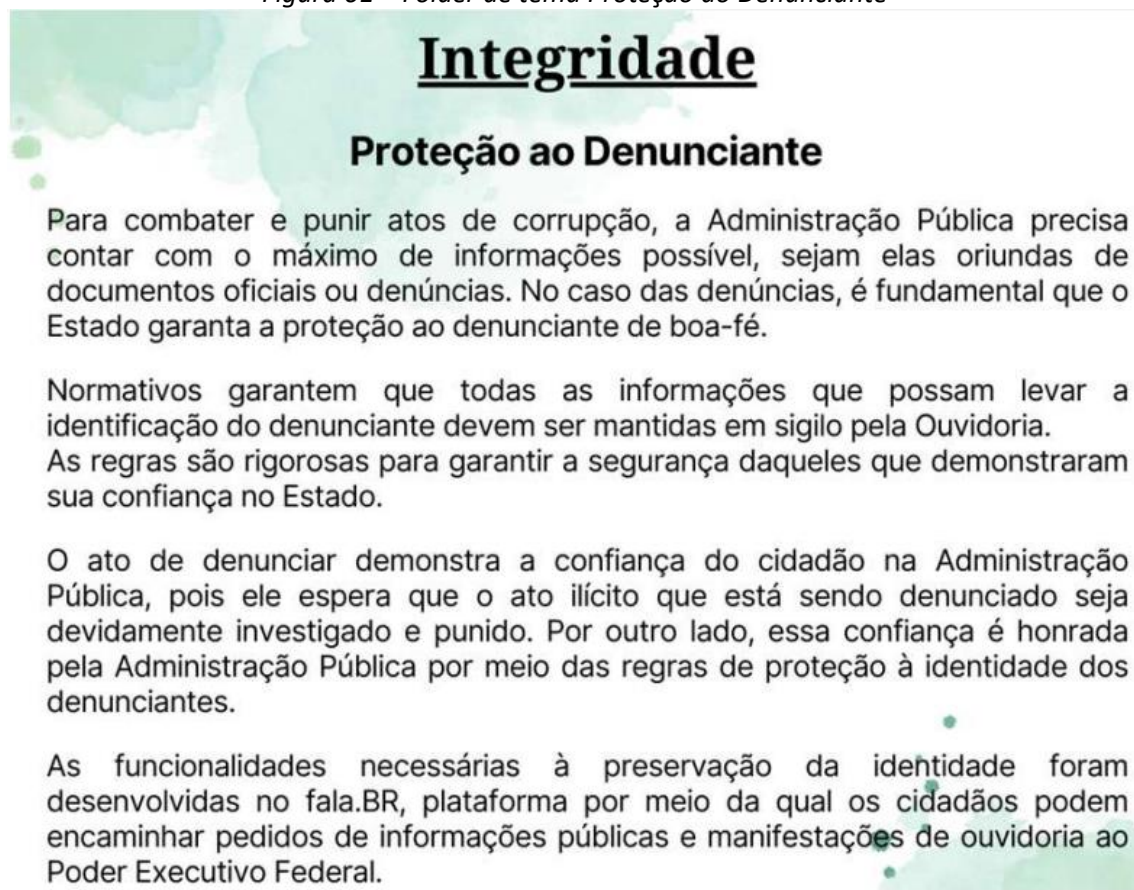 Integridade
Proteção ao Denunciante
Para combater e punir atos de corrupção, a Administração Pública precisa
contar com o máximo de informações possível, sejam elas oriundas de
documentos oficiais ou denúncias. No caso das denúncias, é fundamental que o
Estado garanta a proteção ao denunciante de boa-fé.
Normativos garantem que todas as informações que possam levar a
identificação do denunciante devem ser mantidas em sigilo pela Ouvidoria.
As regras são rigorosas para garantir a segurança daqueles que demonstraram
sua confiança no Estado.
O ato de denunciar demonstra a confiança do cidadão na Administração
Pública, pois ele espera que o ato ilícito que está sendo denunciado seja
devidamente investigado e punido. Por outro lado, essa confiança é honrada
pela Administração Pública por meio das regras de proteção à identidade dos
denunciantes.
As funcionalidades necessárias à preservação da identidade foram
desenvolvidas no fala.BR, plataforma por meio da qual os cidadãos podem
encaminhar pedidos de informações públicas e manifestações de ouvidoria ao
Poder Executivo Federal.